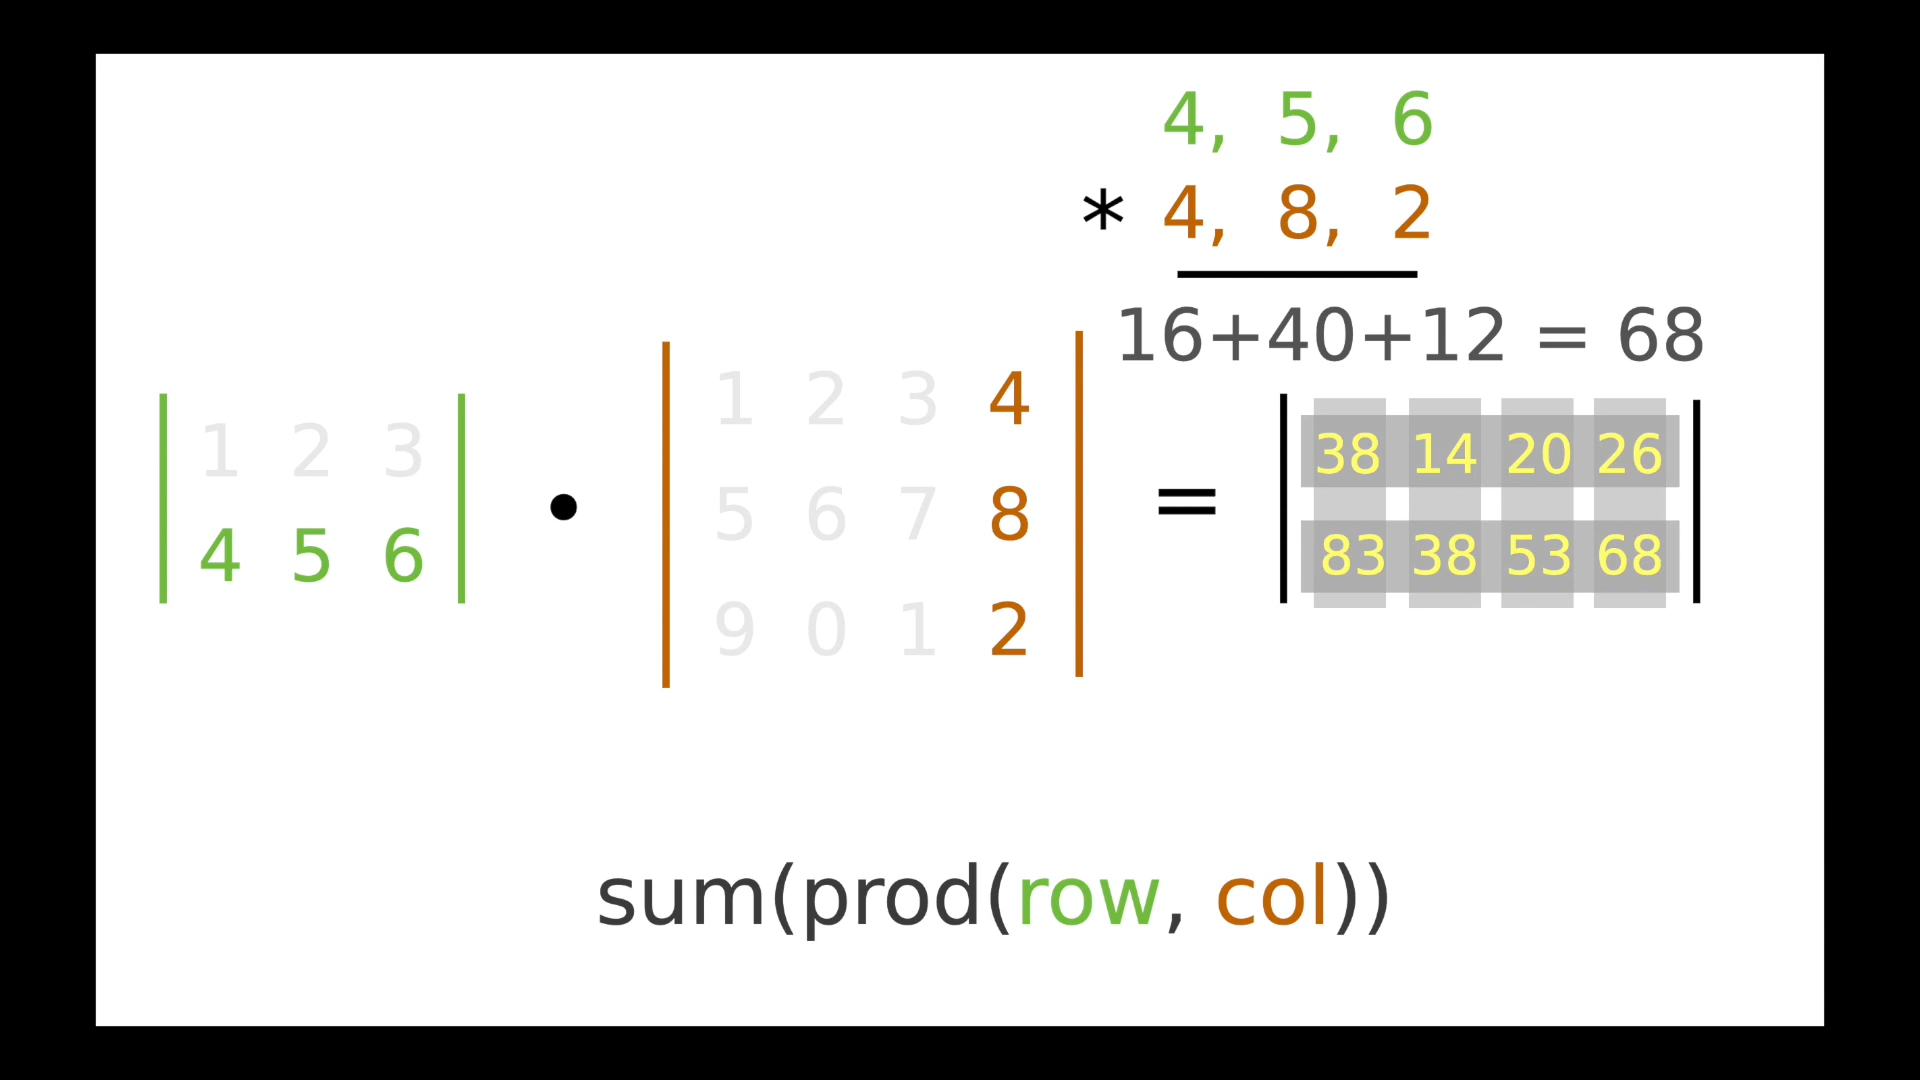 4, 5, 6
* 4, 8, 2
16+40+12 = 68
1 2 3
4 5 6
•
1 2 3 4
5 6 7 8
9 0 1 2
=
38 14 20 26
83 38 53 68
sum(prod(row, col))